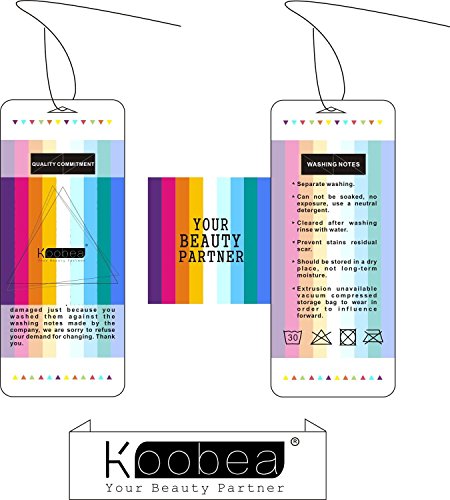 QUALITY COMMITMENT
Koobea®
Your Beauty Partner
damaged just because you
washed them against the
washing notes made by the
company, we are sorry to refuse
your demand for changing. Thank
you.
YOUR
BEAUTY
PARTNER
WASHING NOTES
Separate washing.
Can not be soaked, no
exposure, use a neutral
detergent.
Cleared after washing
rinse with water.
Prevent stains residual
scar.
Should be stored in a dry
place, not long-term
moisture.
Extrusion unavailable
vacuum compressed
storage bag to wear in
order to influence
forward.
30
Koobea®
Your Beauty Partner